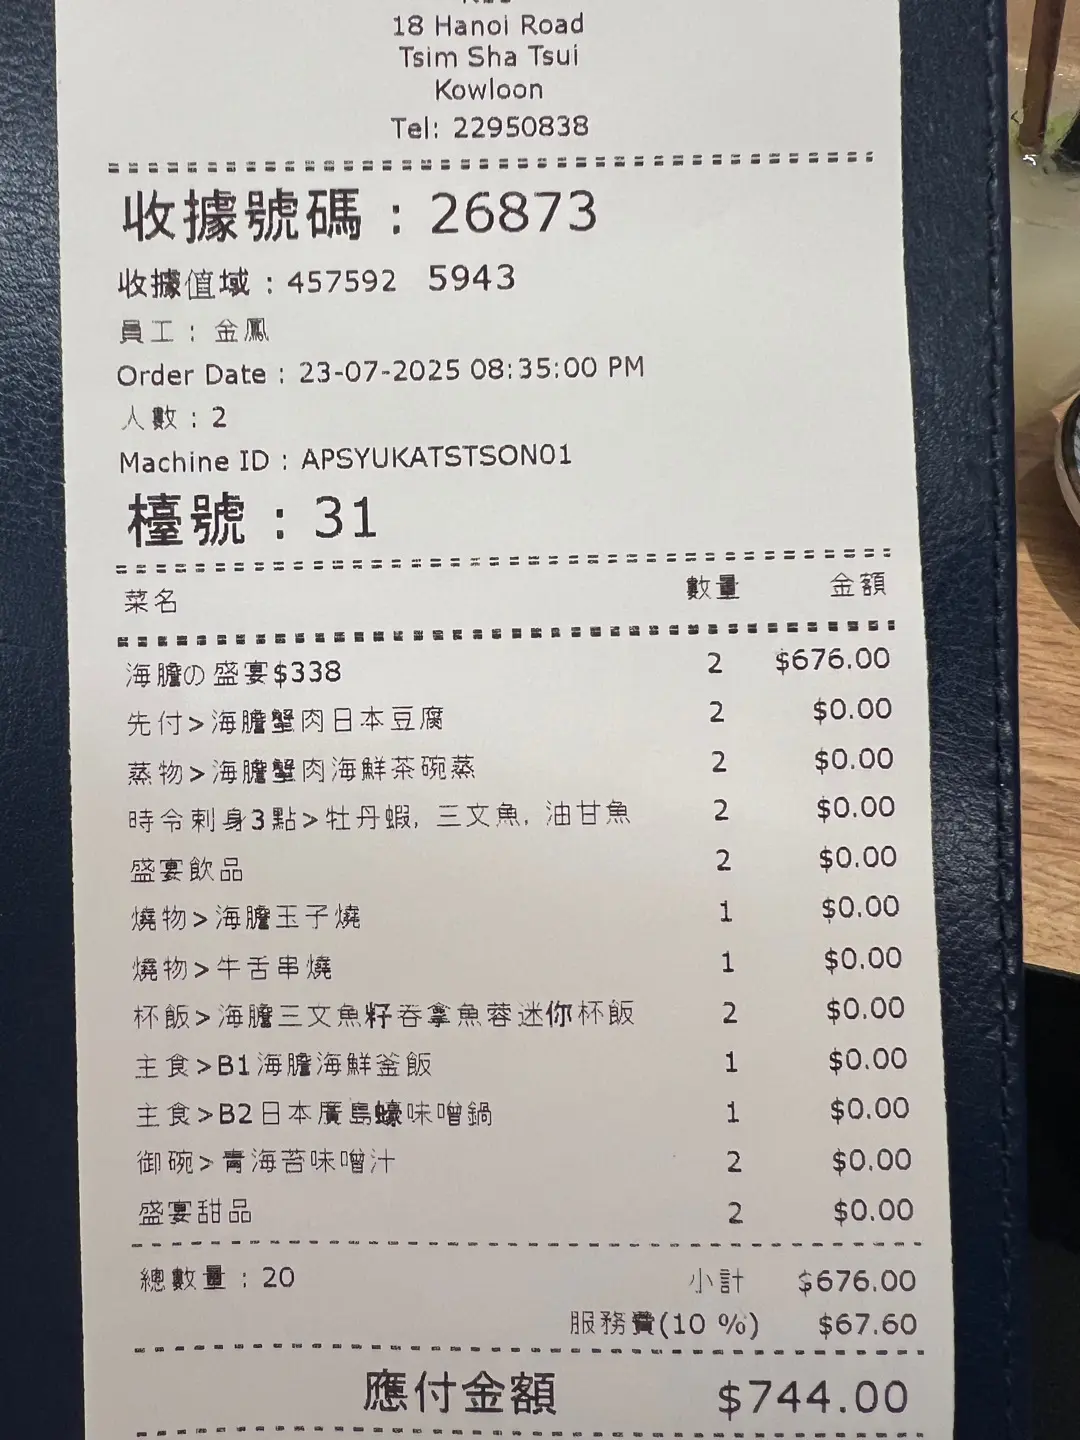 18 Hanoi Road
Tsim Sha Tsui
Kowloon
Tel: 22950838
收據號碼 : 26873
收據值域 : 457592 5943
員工 : 金鳳
Order Date : 23-07-2025 08:35:00 PM
人數 : 2
Machine ID : APSYUKATSTSON01
檯號 : 31
菜名 數量 金額
海膽の盛宴$338 2 $676.00
先付>海膽蟹肉日本豆腐 2 $0.00
蒸物>海膽蟹肉海鮮茶碗蒸 2 $0.00
時令刺身3點>牡丹蝦, 三文魚, 油甘魚 2 $0.00
盛宴飲品 2 $0.00
燒物>海膽玉子燒 1 $0.00
燒物>牛舌串燒 1 $0.00
杯飯>海膽三文魚籽吞拿魚蓉迷你杯飯 2 $0.00
主食>B1海膽海鮮釜飯 1 $0.00
主食>B2日本廣島蠔味噌鍋 1 $0.00
御碗>青海苔味噌汁 2 $0.00
盛宴甜品 2 $0.00
總數量 : 20 小計 $676.00
服務費(10 %) $67.60
應付金額 $744.00